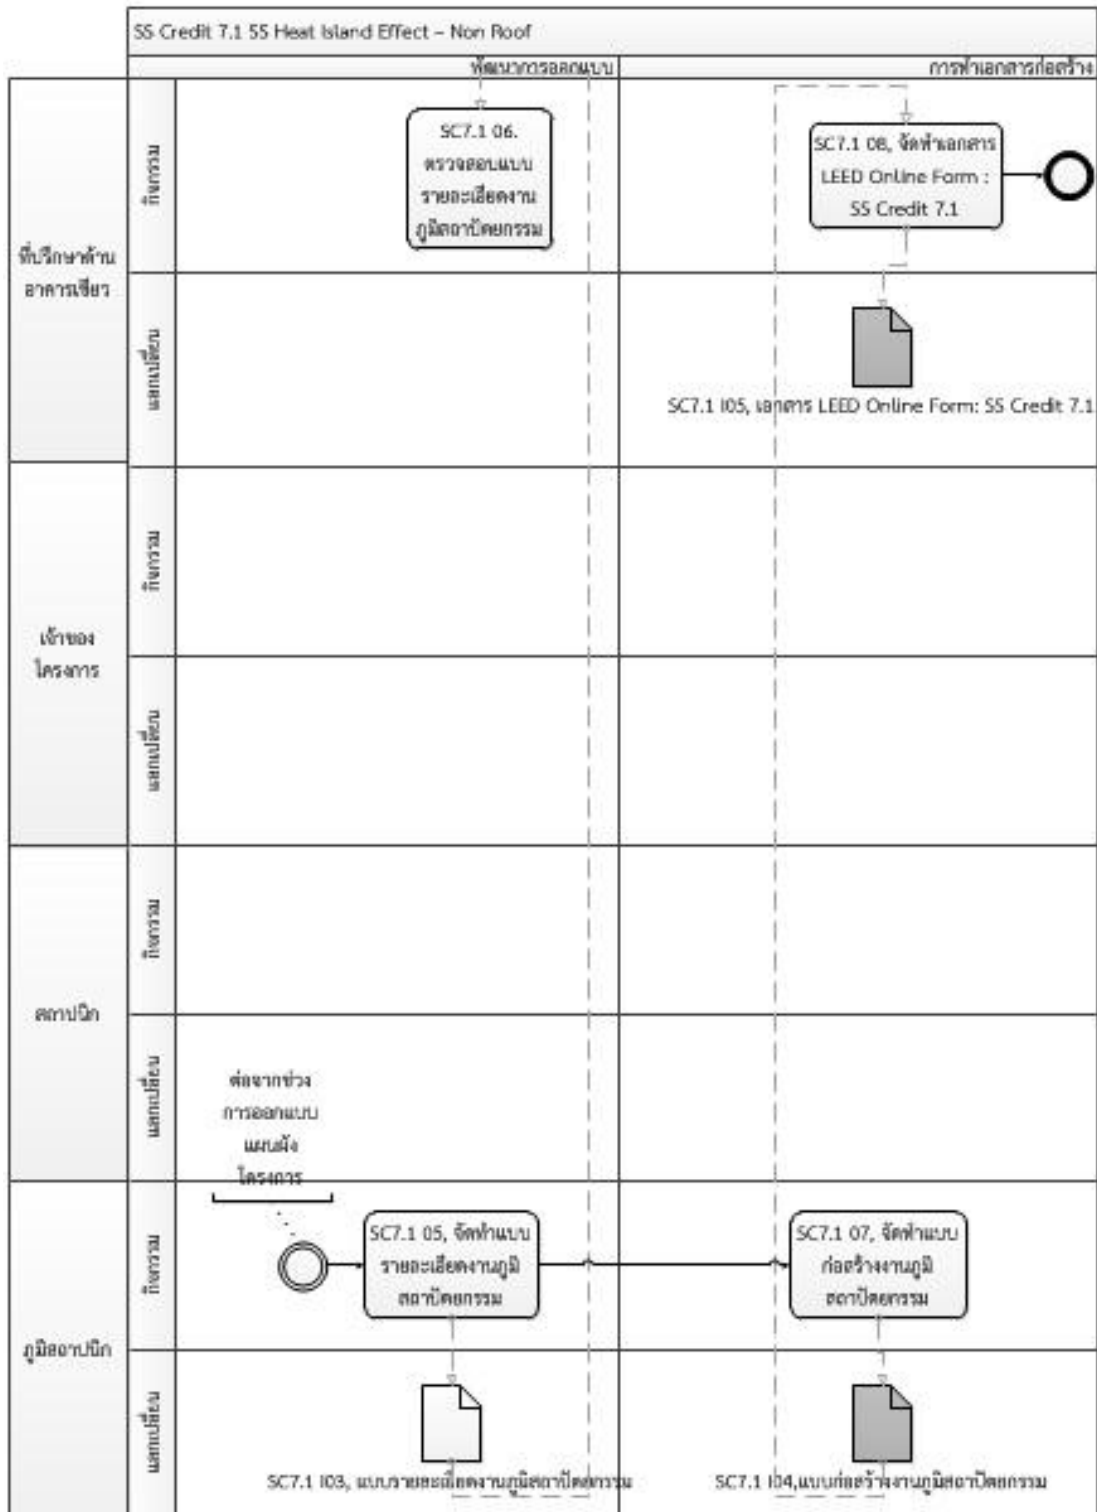 SS Credit 7.1 SS Heat Island Effect – Non Roof
พัฒนาการออกแบบ
การทำเอกสารก่อสร้าง
ที่ปรึกษาด้าน
อาคารเขียว
กิจกรรม
SC7.1 06.
ตรวจสอบแบบ
รายละเอียดงาน
ภูมิสถาปัตยกรรม
SC7.1 08, จัดทำเอกสาร
LEED Online Form :
SS Credit 7.1
แลกเปลี่ยน
SC7.1 I05, เอกสาร LEED Online Form: SS Credit 7.1
เจ้าของ
โครงการ
กิจกรรม
แลกเปลี่ยน
สถาปนิก
กิจกรรม
แลกเปลี่ยน
ต่อจากช่วง
การออกแบบ
แผนผัง
โครงการ
ภูมิสถาปนิก
กิจกรรม
SC7.1 05, จัดทำแบบ
รายละเอียดงานภูมิ
สถาปัตยกรรม
SC7.1 07, จัดทำแบบ
ก่อสร้างงานภูมิ
สถาปัตยกรรม
แลกเปลี่ยน
SC7.1 I03, แบบรายละเอียดงานภูมิสถาปัตยกรรม
SC7.1 I04,แบบก่อสร้างงานภูมิสถาปัตยกรรม